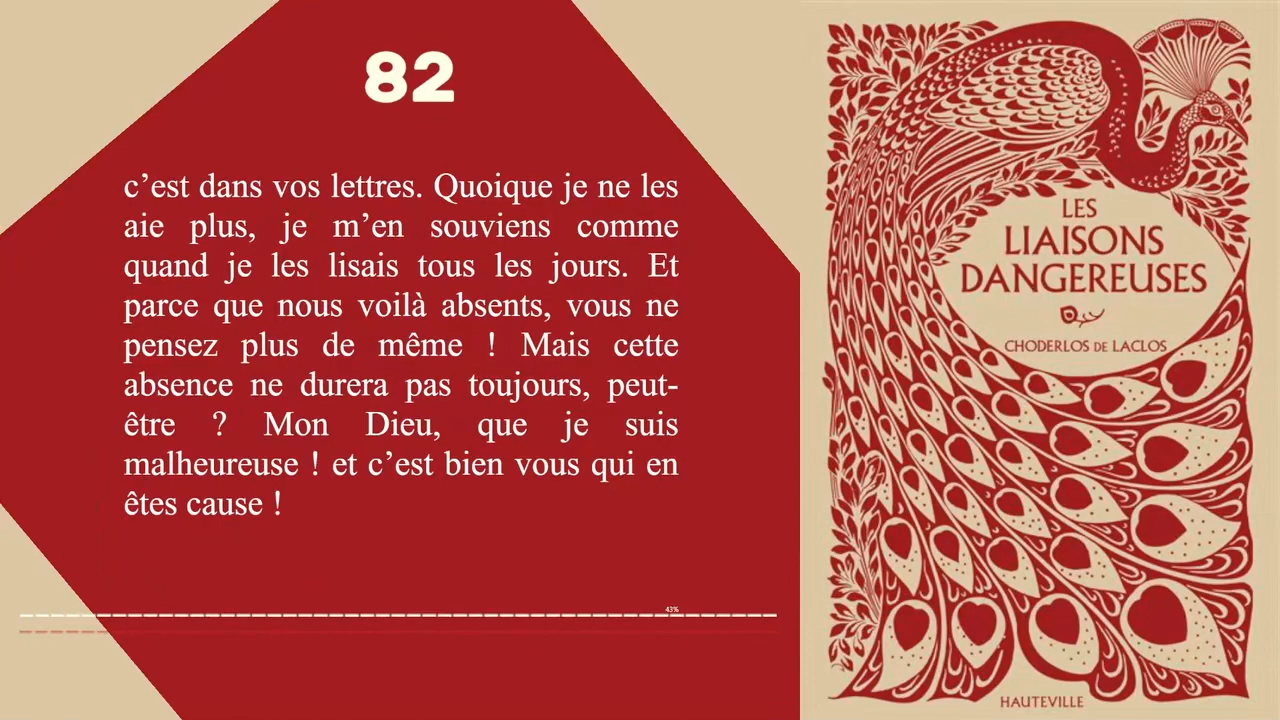 82
c’est dans vos lettres. Quoique je ne les
aie plus, je m’en souviens comme
quand je les lisais tous les jours. Et
parce que nous voilà absents, vous ne
pensez plus de même ! Mais cette
absence ne durera pas toujours, peut-
être ? Mon Dieu, que je suis
malheureuse ! et c’est bien vous qui en
êtes cause !
43%
LES
LIAISONS
DANGEREUSES
CHODERLOS DE LACLOS
HAUTEVILLE